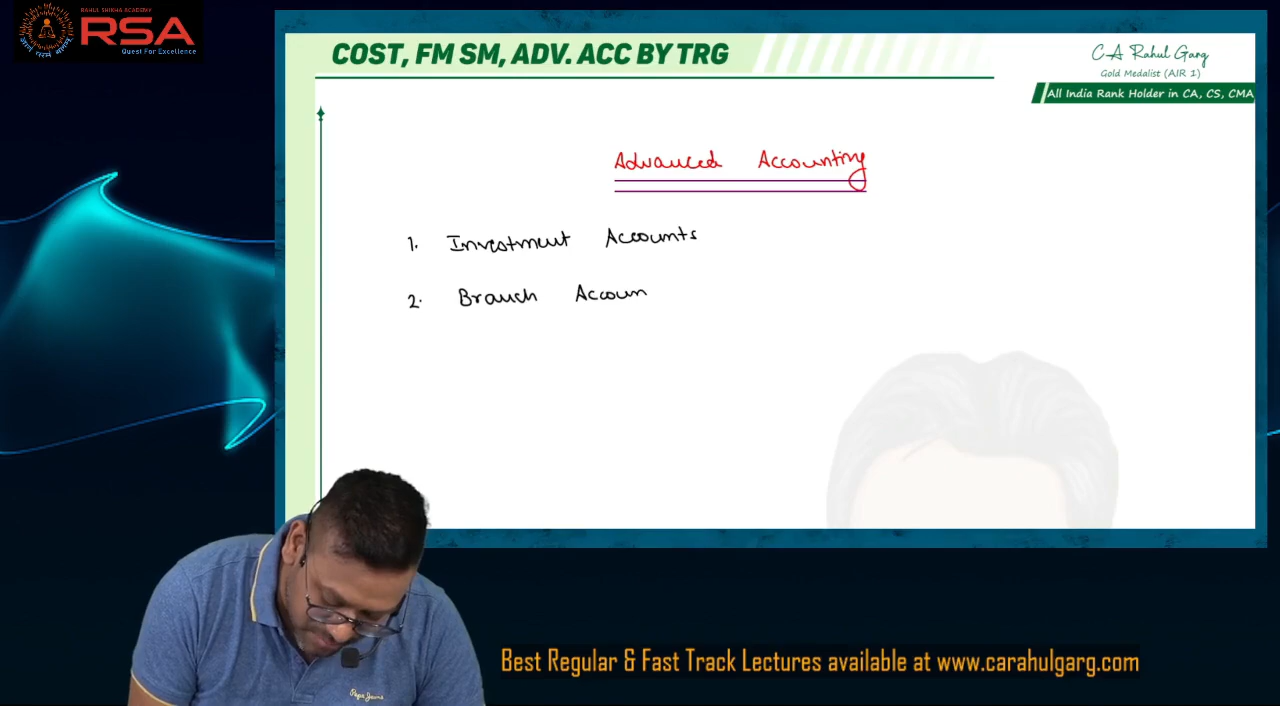 RAHUL SHIKHA ACADEMY
RSA
Quest For Excellence
COST, FM SM, ADV. ACC BY TRG
CA Rahul Garg
Gold Medalist (AIR 1)
All India Rank Holder in CA, CS, CMA
Advanced Accounting
1. Investment Accounts
2. Branch Accoun
Pepe Jeans
Best Regular & Fast Track Lectures available at www.carahulgarg.com